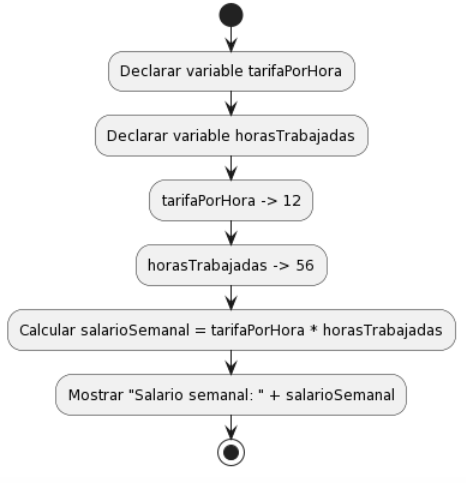 Declarar variable tarifaPorHora
Declarar variable horasTrabajadas
tarifaPorHora -> 12
horasTrabajadas -> 56
Calcular salarioSemanal = tarifaPorHora * horasTrabajadas
Mostrar "Salario semanal: " + salarioSemanal